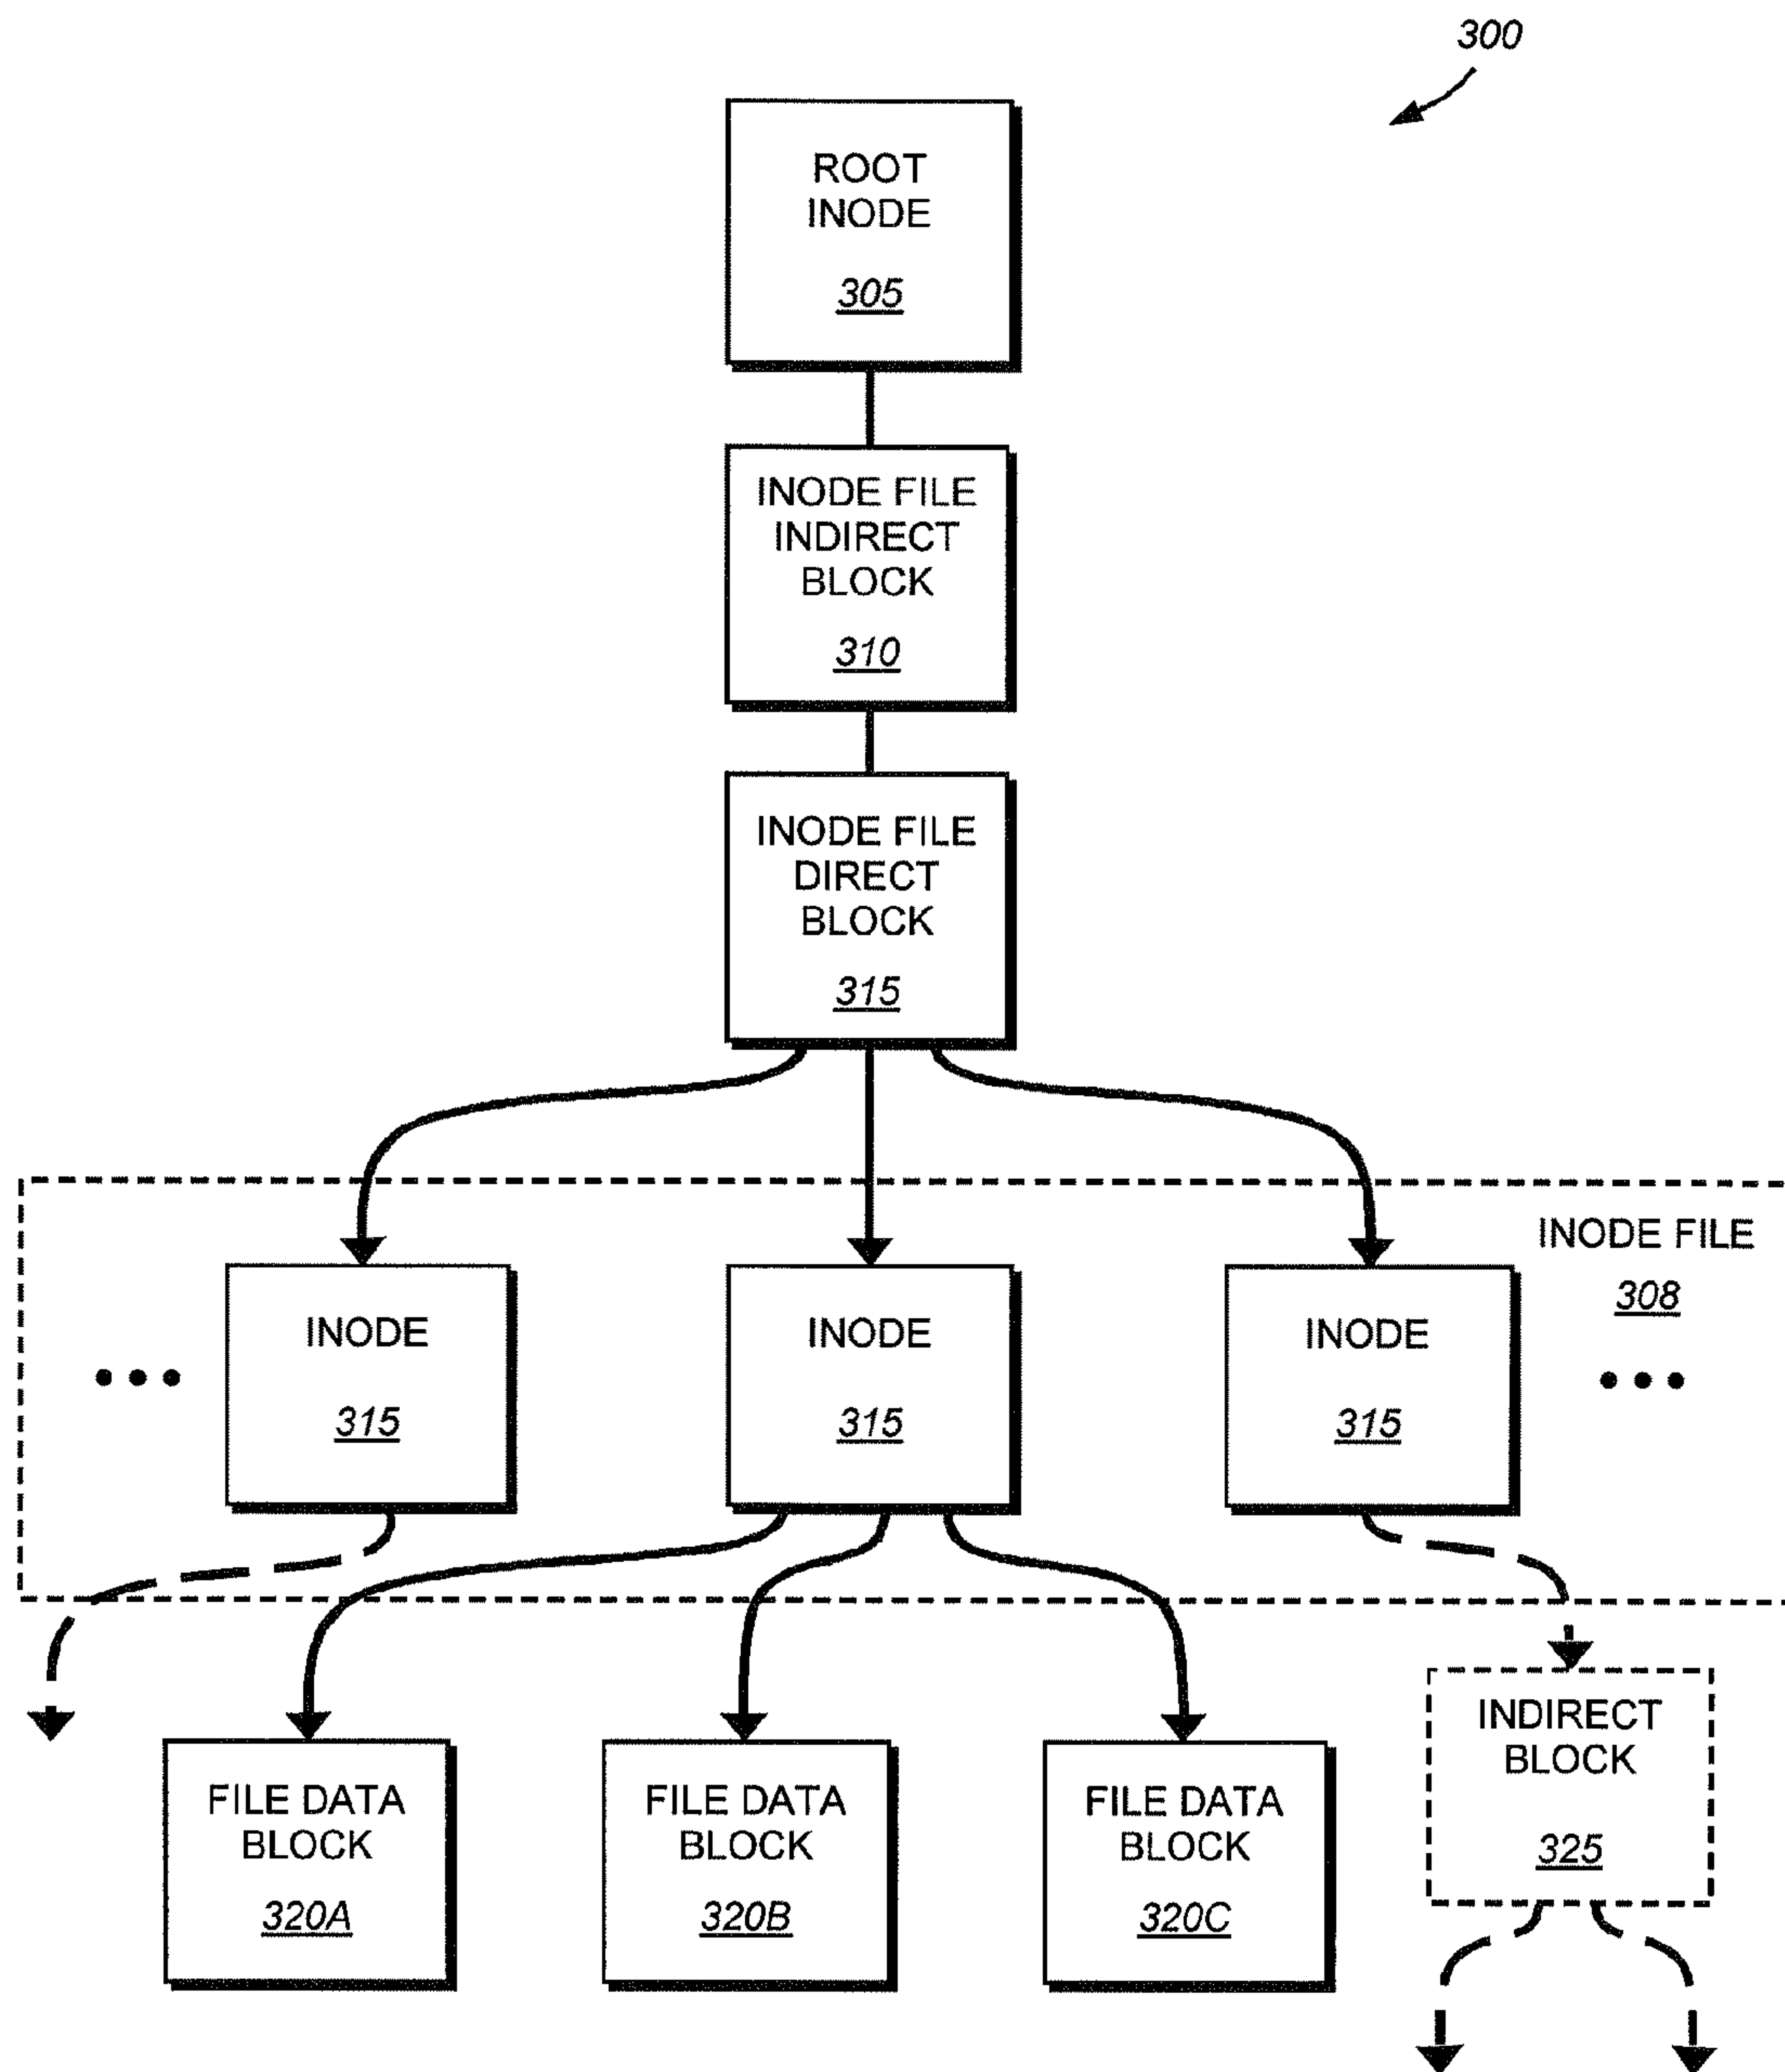 300
ROOT
INODE
305
INODE FILE
INDIRECT
BLOCK
310
INODE FILE
DIRECT
BLOCK
315
INODE FILE
308
INODE
315
INODE
315
INODE
315
INDIRECT
BLOCK
325
FILE DATA
BLOCK
320A
FILE DATA
BLOCK
320B
FILE DATA
BLOCK
320C